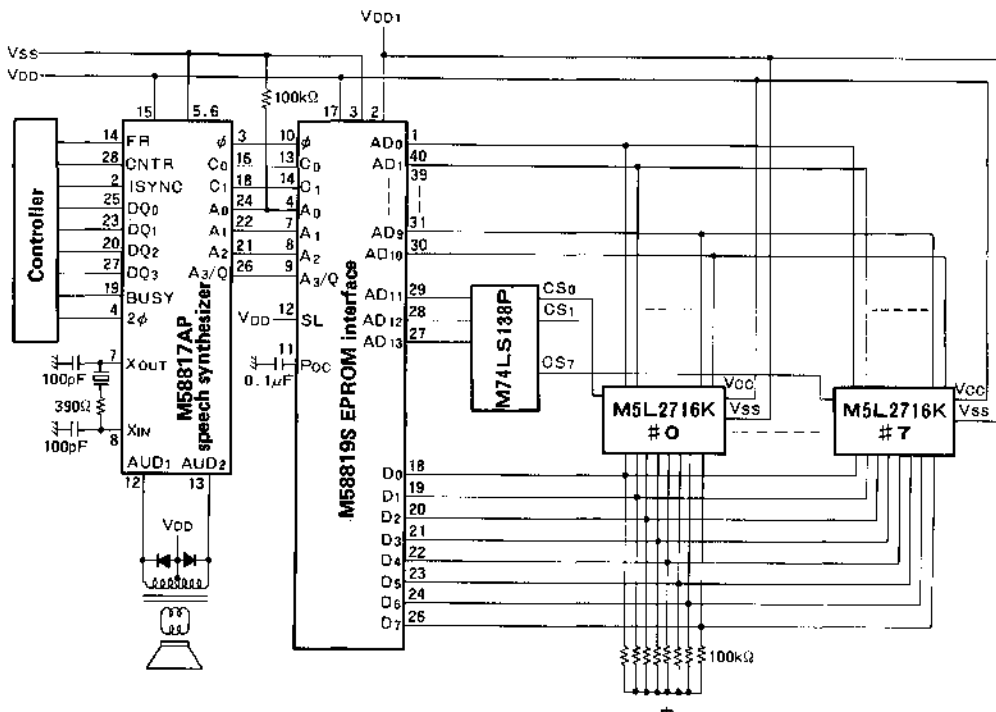 VDD1
VSS
VDD
100kΩ
15
5.6
17
3
2
Controller
14 FR
28 CNTR
2 ISYNC
25 DQ0
23 DQ1
20 DQ2
27 DQ3
19 BUSY
4 2φ
7 XOUT
8 XIN
100pF
390Ω
100pF
M58817AP
speech synthesizer
φ 3
C0 16
C1 18
A0 24
A1 22
A2 21
A3/Q 26
AUD1 AUD2
12 13
VDD
10 φ
13 C0
14 C1
4 A0
7 A1
8 A2
9 A3/Q
VDD 12 SL
11 POC
0.1μF
M58819S EPROM interface
AD0 1
AD1 40
39
31
AD9
30
AD10
AD11 29
AD12 28
AD13 27
M74LS138P
CS0
CS1
CS7
M5L2716K
#0
VCC
VSS
M5L2716K
#7
VCC
VSS
D0 18
D1 19
D2 20
D3 21
D4 22
D5 23
D6 24
D7 26
100kΩ